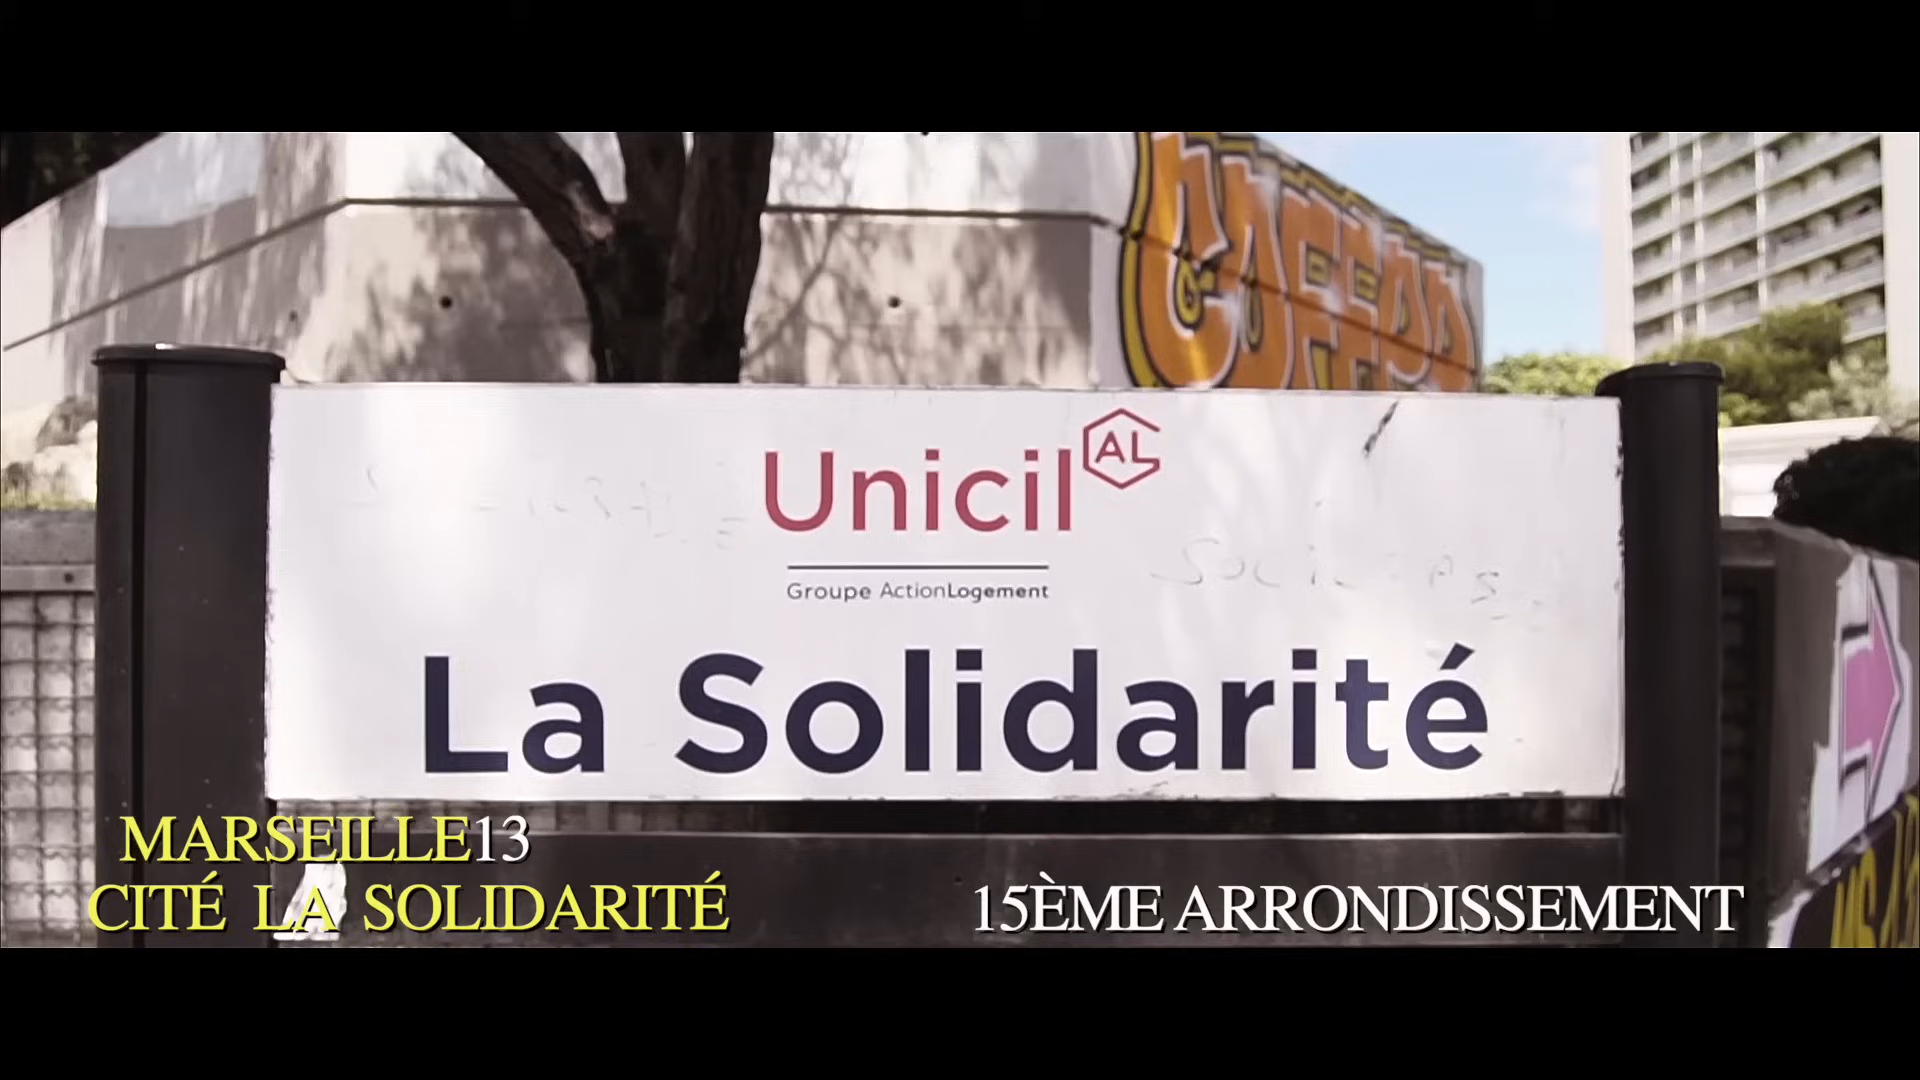 Unicil
AL
Groupe ActionLogement
La Solidarité
MARSEILLE13
CITÉ LA SOLIDARITÉ
15ÈME ARRONDISSEMENT